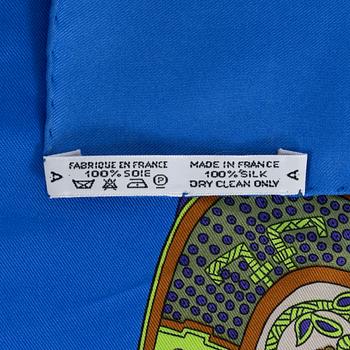 A
FABRIQUE EN FRANCE
100% SOIE
P
MADE IN FRANCE
100% SILK
DRY CLEAN ONLY
A